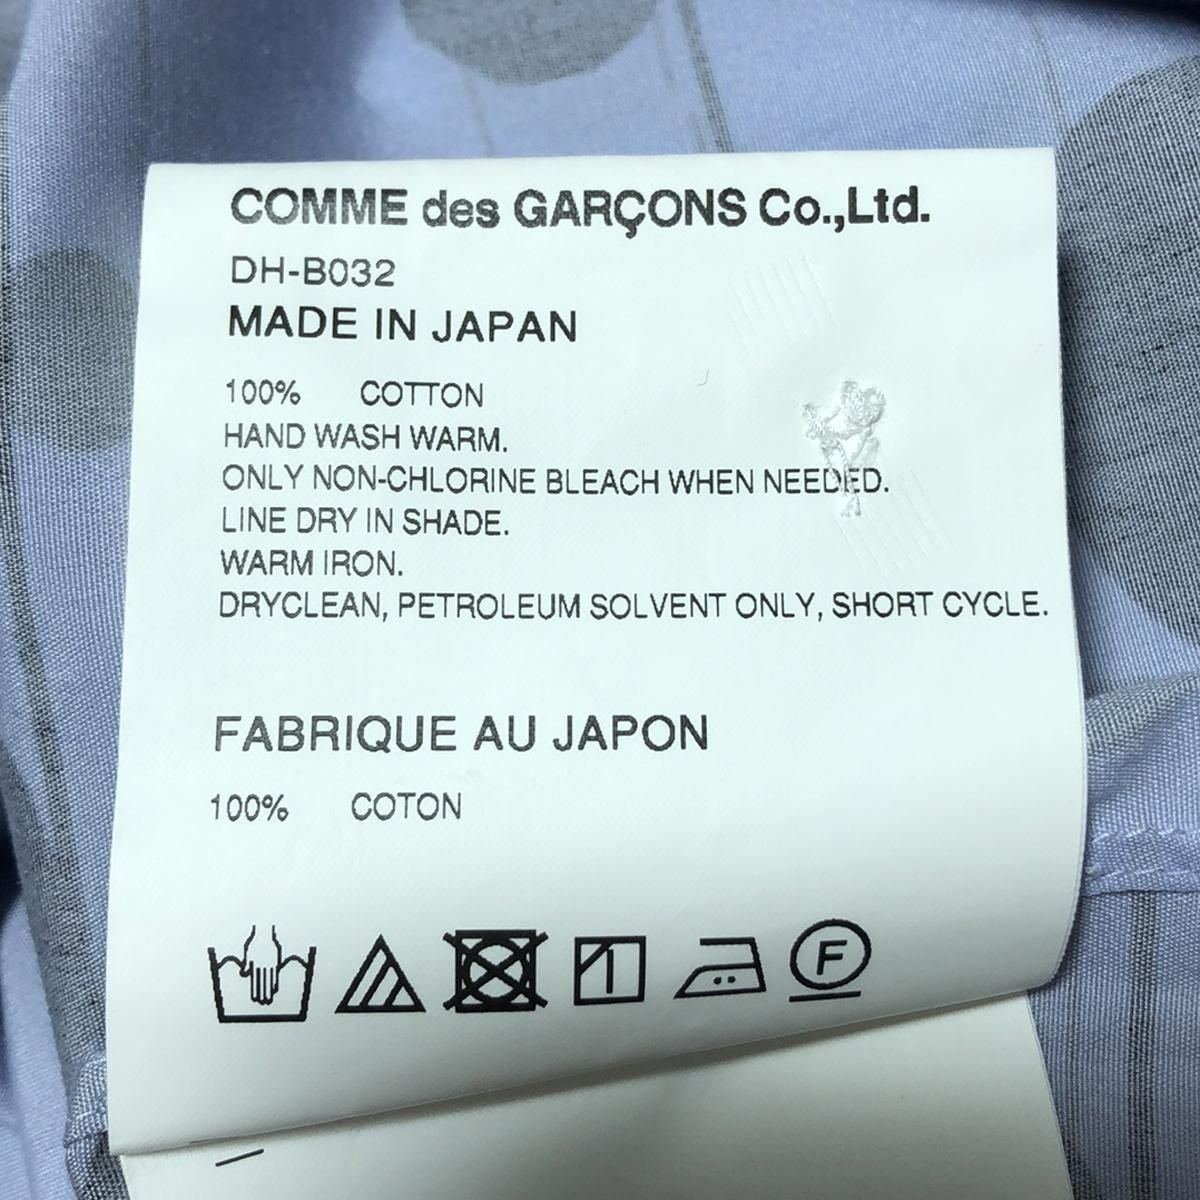 COMME des GARÇONS Co.,Ltd.
DH-B032
MADE IN JAPAN
100% COTTON
HAND WASH WARM.
ONLY NON-CHLORINE BLEACH WHEN NEEDED.
LINE DRY IN SHADE.
WARM IRON.
DRYCLEAN, PETROLEUM SOLVENT ONLY, SHORT CYCLE.
FABRIQUE AU JAPON
100% COTON
F